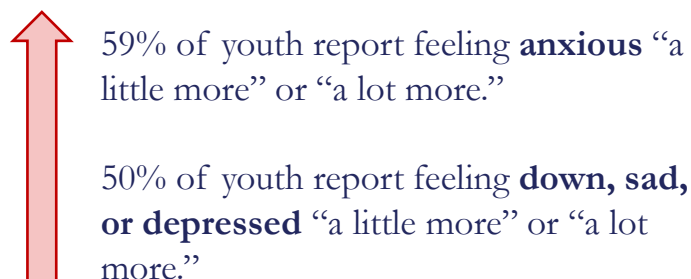 59% of youth report feeling anxious “a
little more” or “a lot more.”
50% of youth report feeling down, sad,
or depressed “a little more” or “a lot
more.”